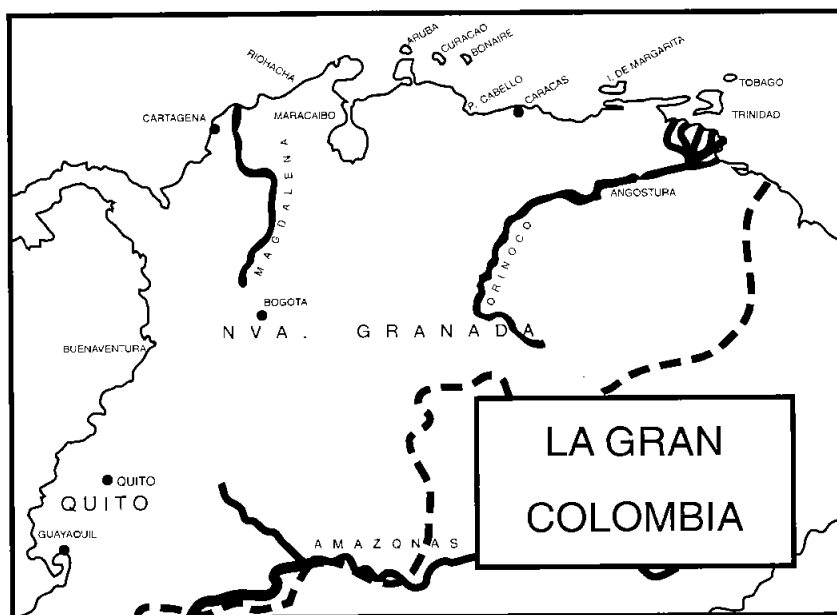 ARUBA
CURACAO
BONAIRE
RIOHACHA
I. DE MARGARITA
TOBAGO
P. CABELLO
CARACAS
CARTAGENA
MARACAIBO
TRINIDAD
MAGDALENA
ANGOSTURA
ORINOCO
BOGOTA
NVA. GRANADA
BUENAVENTURA
LA GRAN
COLOMBIA
QUITO
QUITO
GUAYAQUIL
AMAZONAS